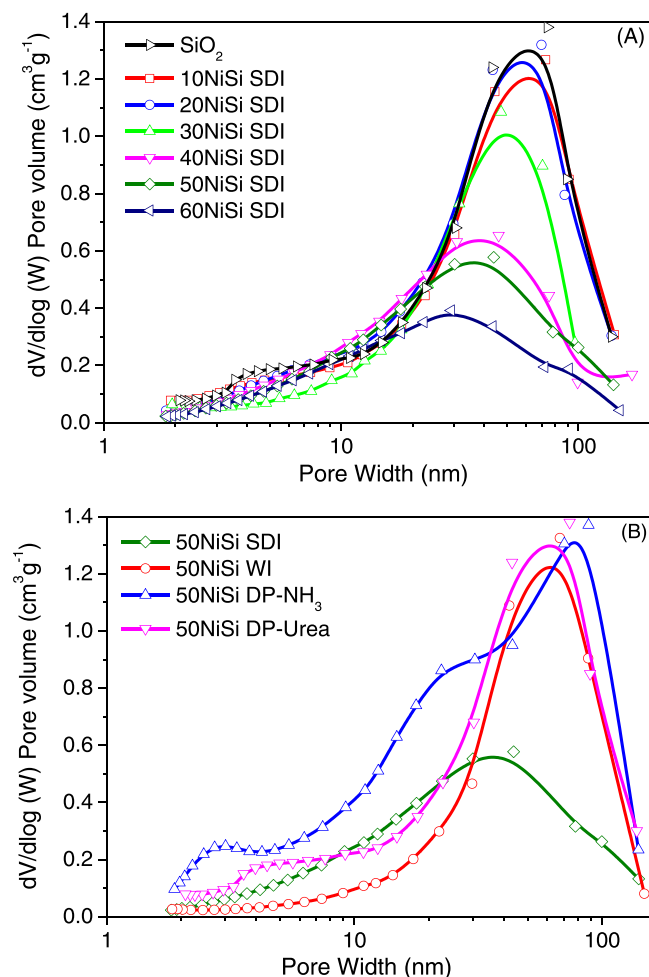 (A)
SiO2
10NiSi SDI
20NiSi SDI
30NiSi SDI
40NiSi SDI
50NiSi SDI
60NiSi SDI
dV/dlog (W) Pore volume (cm3g-1)
1.4
1.2
1.0
0.8
0.6
0.4
0.2
0.0
1 10 100
Pore Width (nm)
(B)
50NiSi SDI
50NiSi WI
50NiSi DP-NH3
50NiSi DP-Urea
dV/dlog (W) Pore volume (cm3g-1)
1.4
1.2
1.0
0.8
0.6
0.4
0.2
0.0
1 10 100
Pore Width (nm)